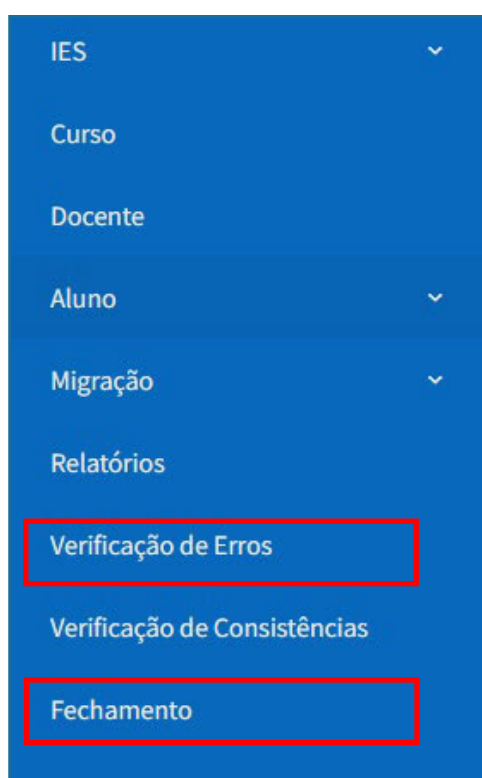 IES
Curso
Docente
Aluno
Migração
Relatórios
Verificação de Erros
Verificação de Consistências
Fechamento